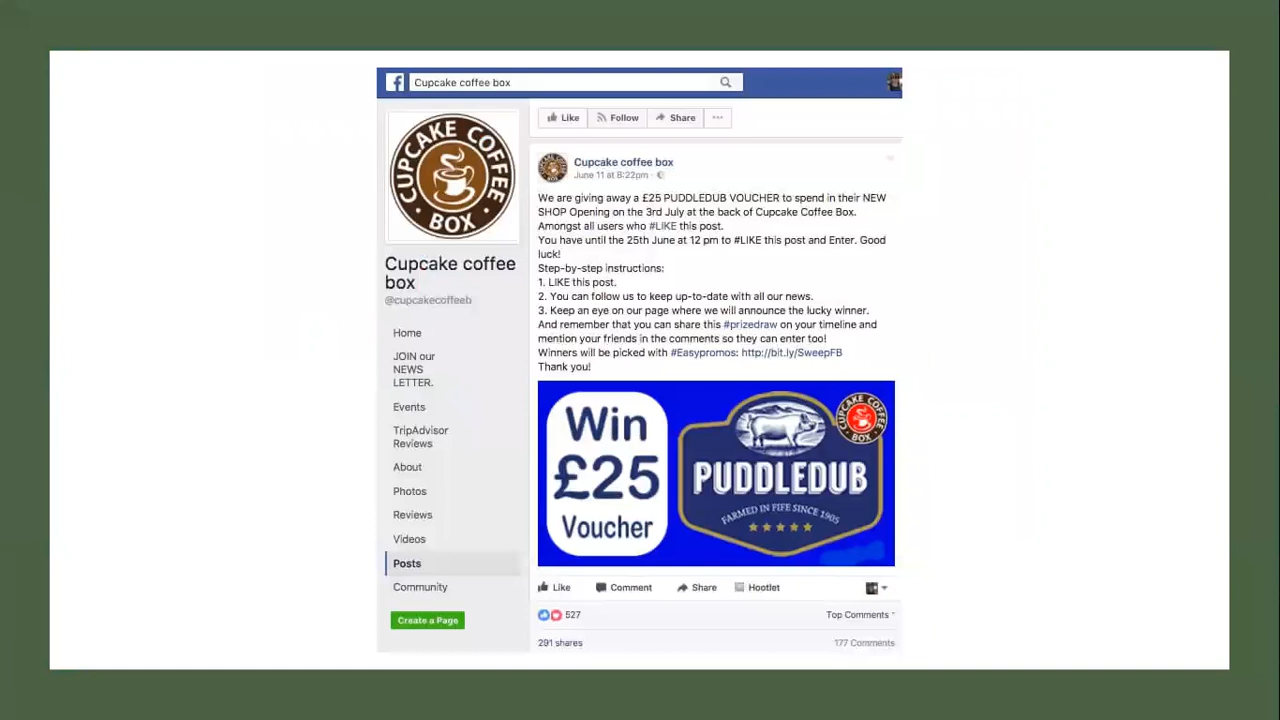 Cupcake coffee box
CUPCAKE COFFEE BOX
Cupcake coffee
box
@cupcakecoffeeb
Home
JOIN our
NEWS
LETTER.
Events
TripAdvisor
Reviews
About
Photos
Reviews
Videos
Posts
Community
Create a Page
Like Follow Share ...
Cupcake coffee box
June 11 at 8:22pm ·
We are giving away a £25 PUDDLEDUB VOUCHER to spend in their NEW
SHOP Opening on the 3rd July at the back of Cupcake Coffee Box.
Amongst all users who #LIKE this post.
You have until the 25th June at 12 pm to #LIKE this post and Enter. Good
luck!
Step-by-step instructions:
1. LIKE this post.
2. You can follow us to keep up-to-date with all our news.
3. Keep an eye on our page where we will announce the lucky winner.
And remember that you can share this #prizedraw on your timeline and
mention your friends in the comments so they can enter too!
Winners will be picked with #Easypromos: http://bit.ly/SweepFB
Thank you!
Win
£25
Voucher
PUDDLEDUB
FARMED IN FIFE SINCE 1905
CUPCAKE COFFEE BOX
Like Comment Share Hootlet
527 Top Comments
291 shares 177 Comments